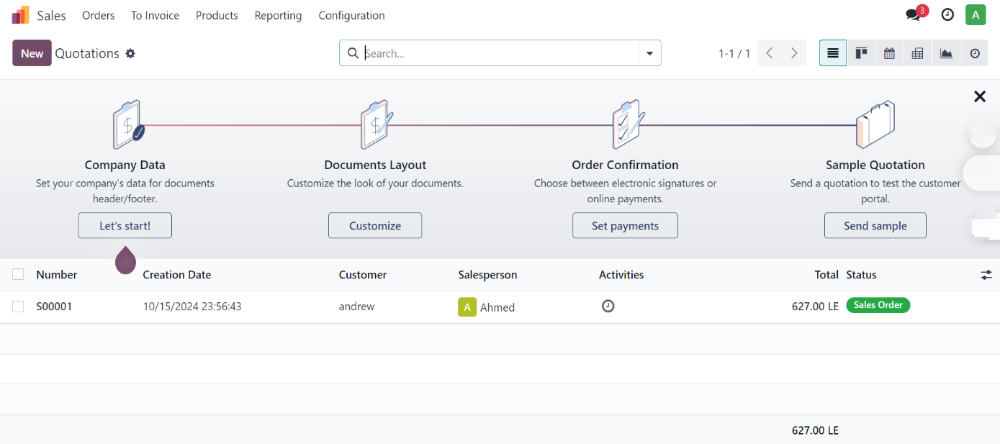 Sales Orders To Invoice Products Reporting Configuration 3 A
New Quotations Search... 1-1 / 1
Company Data Documents Layout Order Confirmation Sample Quotation
Set your company's data for documents
header/footer.
Customize the look of your documents.
Choose between electronic signatures or
online payments.
Send a quotation to test the customer
portal.
Let's start! Customize Set payments Send sample
Number Creation Date Customer Salesperson Activities Total Status
S00001 10/15/2024 23:56:43 andrew A Ahmed 627.00 LE Sales Order
627.00 LE